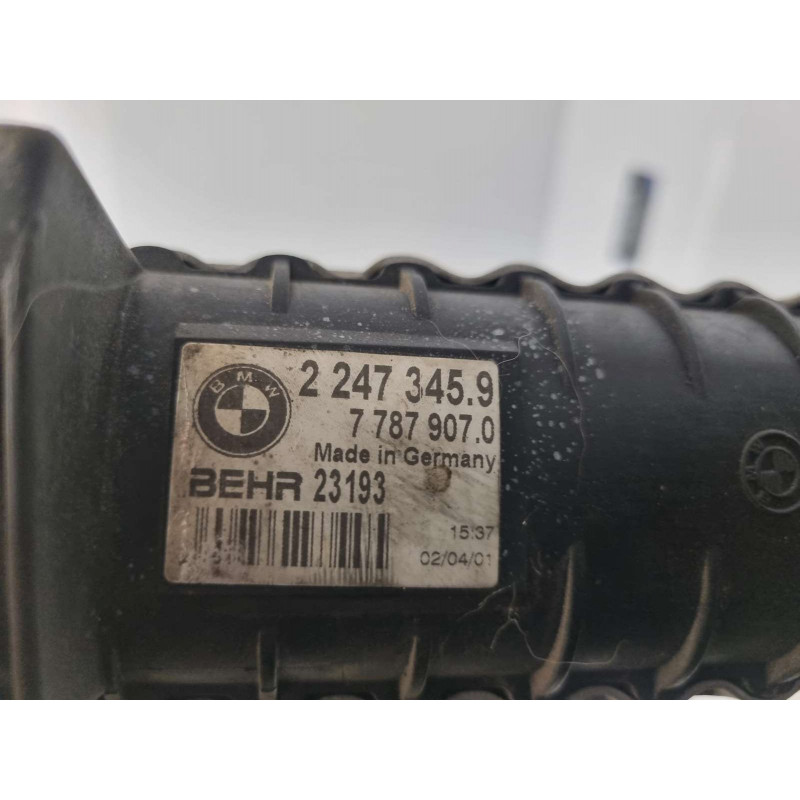 BMW
2 247 345.9
7 787 907.0
Made in Germany
BEHR 23193
15:37
02/04/01